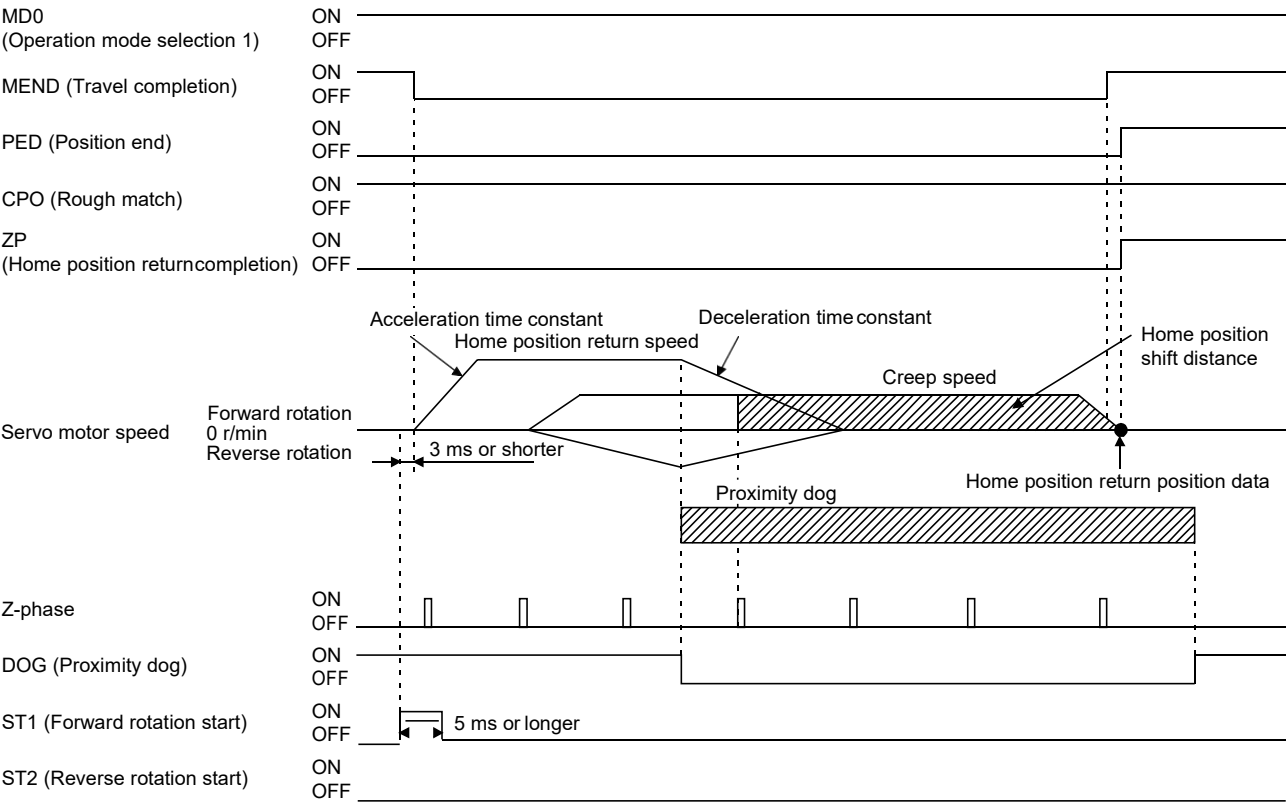 MD0 ON
(Operation mode selection 1) OFF
MEND (Travel completion) ON
OFF
PED (Position end) ON
OFF
CPO (Rough match) ON
OFF
ZP ON
(Home position returncompletion) OFF
Acceleration time constant
Deceleration time constant
Home position return speed
Home position
shift distance
Creep speed
Servo motor speed
Forward rotation
0 r/min
Reverse rotation
3 ms or shorter
Home position return position data
Proximity dog
Z-phase ON
OFF
DOG (Proximity dog) ON
OFF
ST1 (Forward rotation start) ON
OFF
5 ms or longer
ST2 (Reverse rotation start) ON
OFF